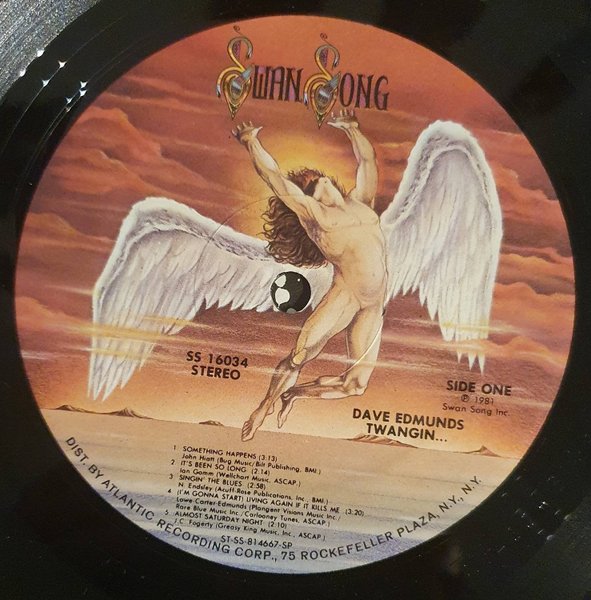 Swan Song
SS 16034
STEREO
SIDE ONE
℗ 1981
Swan Song Inc.
DAVE EDMUNDS
TWANGIN...
1 SOMETHING HAPPENS (3:13)
John Hiatt (Bug Music/Bilt Publishing, BMI.)
2 IT'S BEEN SO LONG (2:14)
Ian Gomm (Wellchart Music, ASCAP.)
3 SINGIN' THE BLUES (2:58)
N. Endsley (Acuff-Rose Publications, Inc., BMI.)
4 (I'M GONNA START) LIVING AGAIN IF IT KILLS ME (3:20)
Lowe-Carter-Edmunds (Plangent Visions Music Inc./
Rare Blue Music Inc./Carlooney Tunes, ASCAP.)
5 ALMOST SATURDAY NIGHT (2:10)
J.C. Fogerty (Greasy King Music, Inc., ASCAP.)
ST-SS-814667-SP
DIST. BY ATLANTIC RECORDING CORP., 75 ROCKEFELLER PLAZA, N.Y., N.Y.